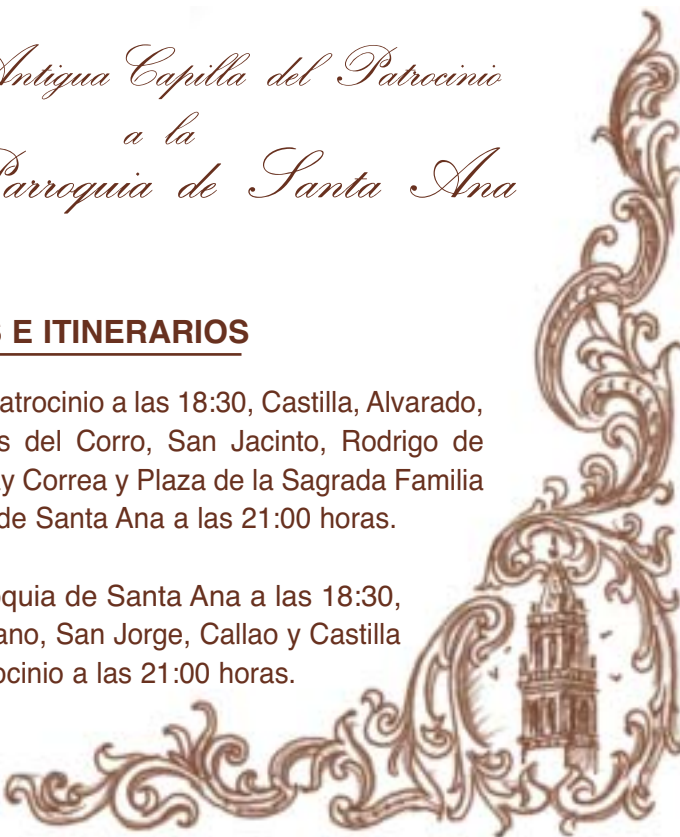 Antigua Capilla del Patrocinio
a la
Parroquia de Santa Ana
S E ITINERARIOS
atrocinio a las 18:30, Castilla, Alvarado,
s del Corro, San Jacinto, Rodrigo de
y Correa y Plaza de la Sagrada Familia
de Santa Ana a las 21:00 horas.
quia de Santa Ana a las 18:30,
ano, San Jorge, Callao y Castilla
ocinio a las 21:00 horas.